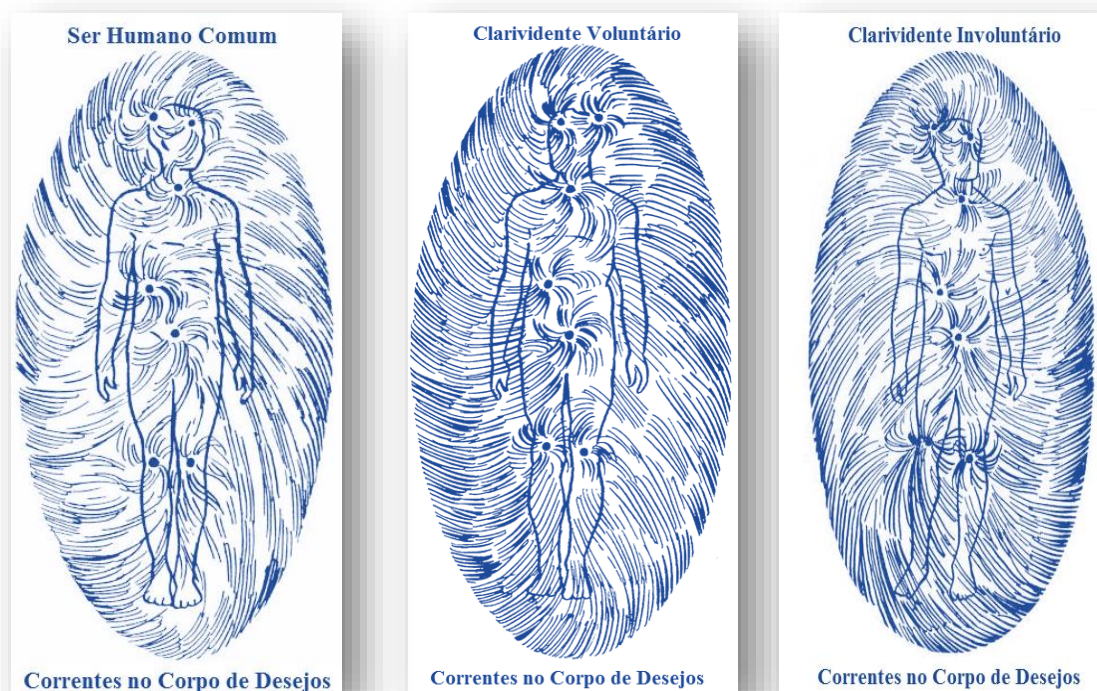 Ser Humano Comum
Correntes no Corpo de Desejos
Clarividente Voluntário
Correntes no Corpo de Desejos
Clarividente Involuntário
Correntes no Corpo de Desejos